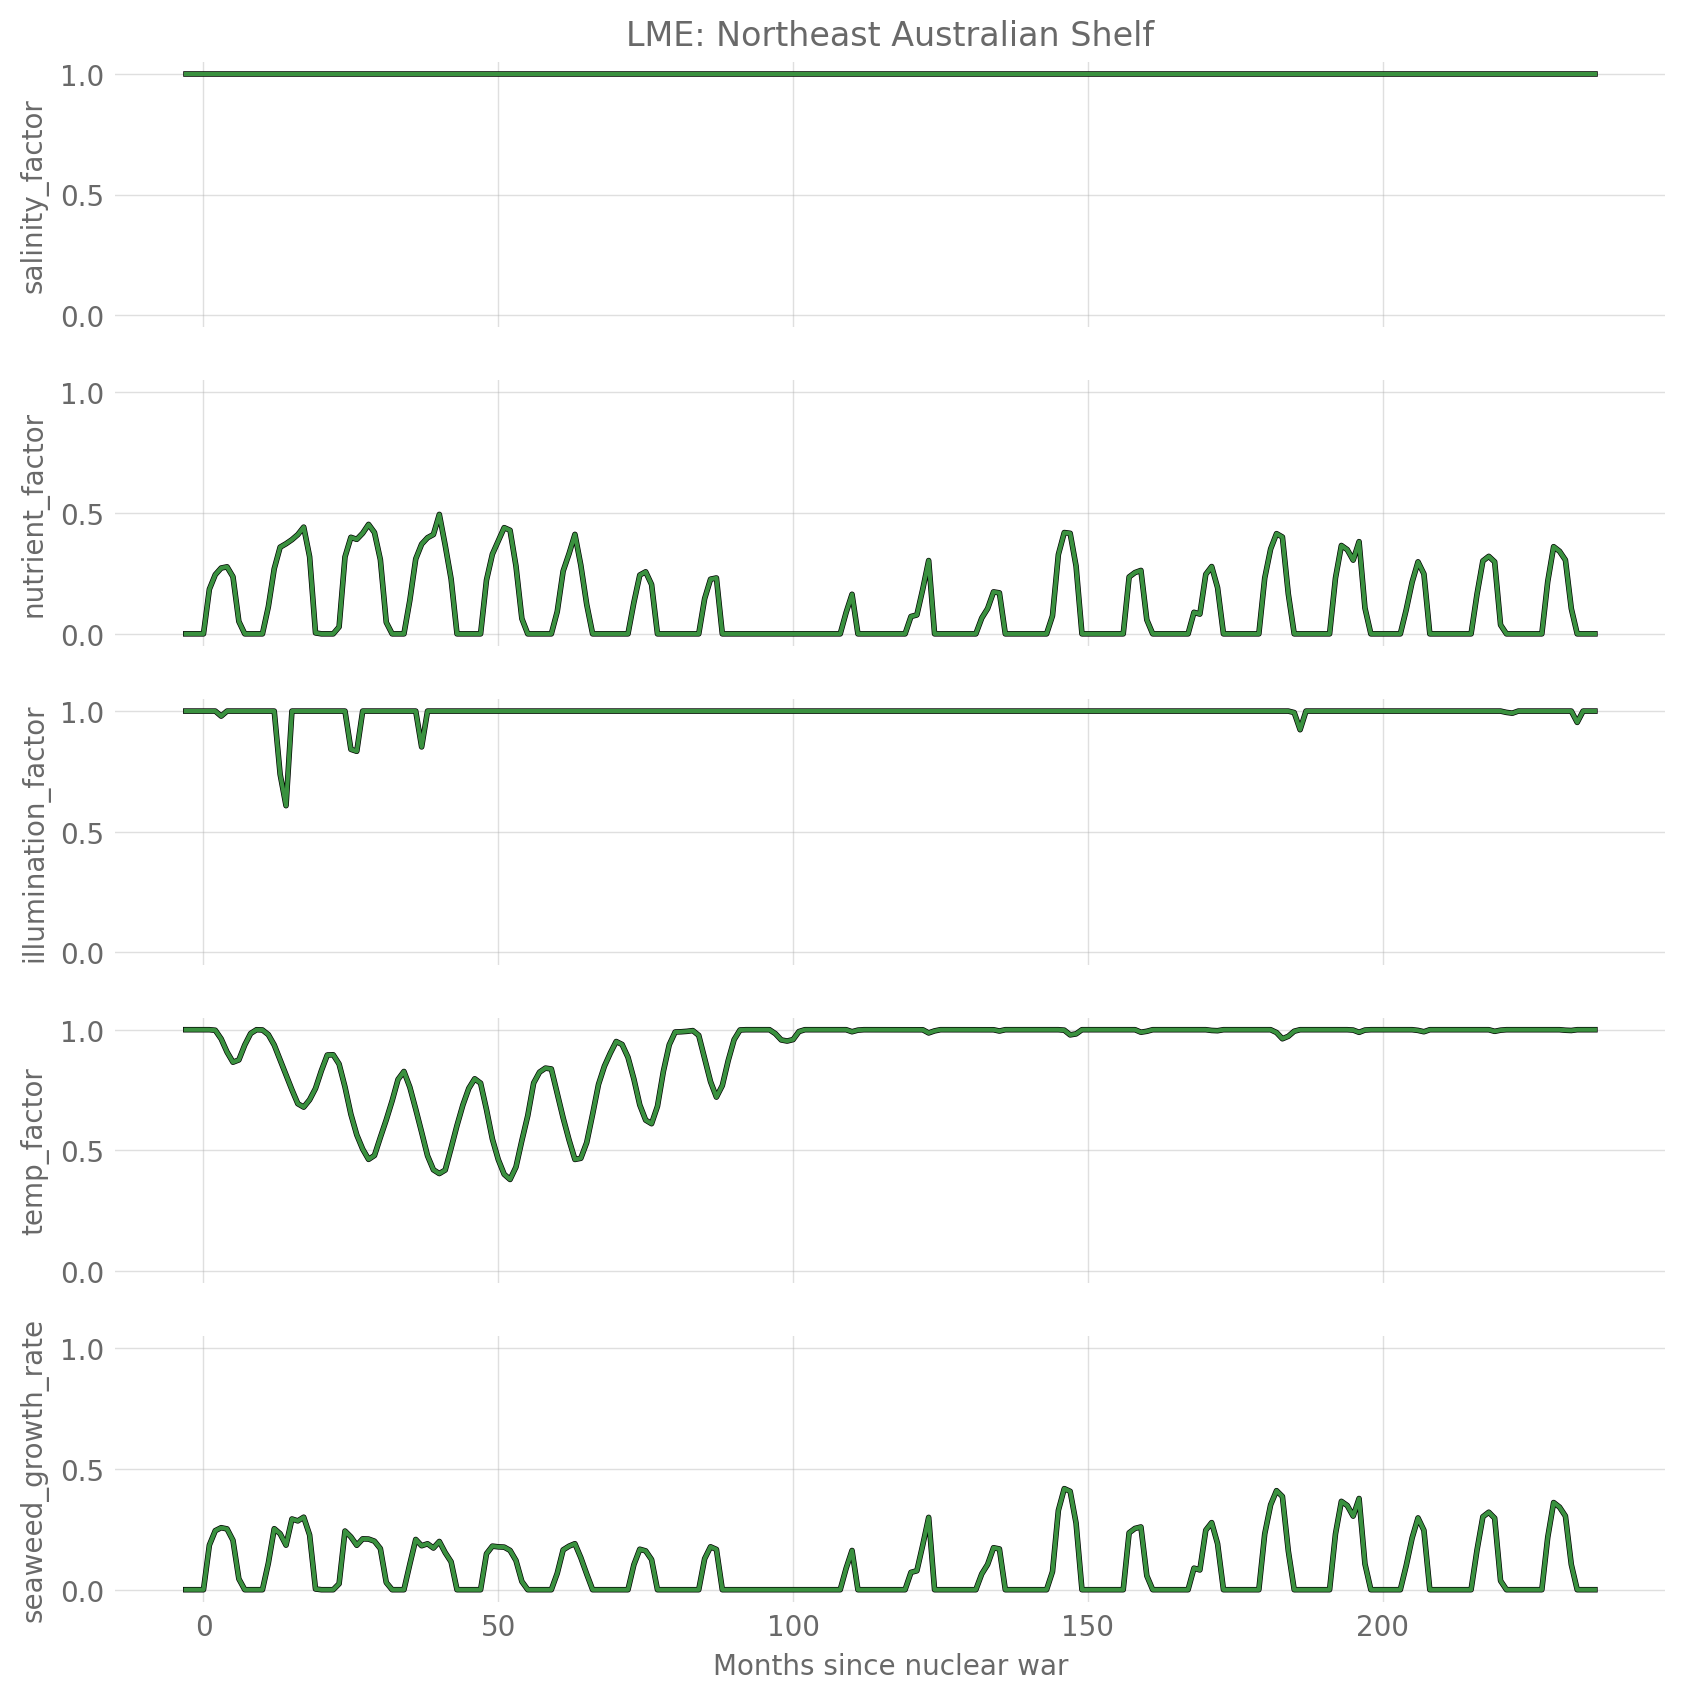 LME: Northeast Australian Shelf
salinity_factor
1.0
0.5
0.0
nutrient_factor
1.0
0.5
0.0
illumination_factor
1.0
0.5
0.0
temp_factor
1.0
0.5
0.0
seaweed_growth_rate
1.0
0.5
0.0
0 50 100 150 200
Months since nuclear war